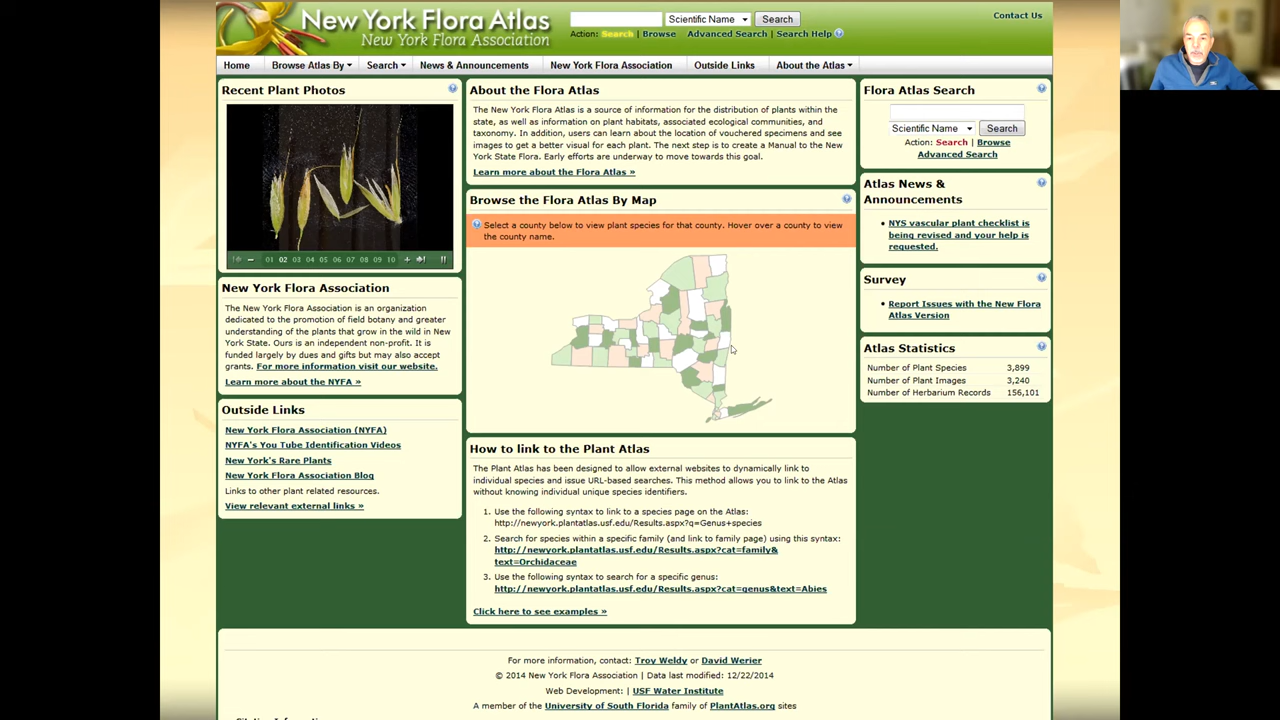 New York Flora Atlas
New York Flora Association
Scientific Name Search
Action: Search | Browse Advanced Search | Search Help
Contact Us
Home Browse Atlas By Search News & Announcements New York Flora Association Outside Links About the Atlas
Recent Plant Photos
01 02 03 04 05 06 07 08 09 10
New York Flora Association
The New York Flora Association is an organization
dedicated to the promotion of field botany and greater
understanding of the plants that grow in the wild in New
York State. Ours is an independent non-profit. It is
funded largely by dues and gifts but may also accept
grants. For more information visit our website.
Learn more about the NYFA »
Outside Links
New York Flora Association (NYFA)
NYFA's You Tube Identification Videos
New York's Rare Plants
New York Flora Association Blog
Links to other plant related resources.
View relevant external links »
About the Flora Atlas
The New York Flora Atlas is a source of information for the distribution of plants within the
state, as well as information on plant habitats, associated ecological communities, and
taxonomy. In addition, users can learn about the location of vouchered specimens and see
images to get a better visual for each plant. The next step is to create a Manual to the New
York State Flora. Early efforts are underway to move towards this goal.
Learn more about the Flora Atlas »
Browse the Flora Atlas By Map
Select a county below to view plant species for that county. Hover over a county to view
the county name.
How to link to the Plant Atlas
The Plant Atlas has been designed to allow external websites to dynamically link to
individual species and issue URL-based searches. This method allows you to link to the Atlas
without knowing individual unique species identifiers.
1. Use the following syntax to link to a species page on the Atlas:
http://newyork.plantatlas.usf.edu/Results.aspx?q=Genus+species
2. Search for species within a specific family (and link to family page) using this syntax:
http://newyork.plantatlas.usf.edu/Results.aspx?cat=family&
text=Orchidaceae
3. Use the following syntax to search for a specific genus:
http://newyork.plantatlas.usf.edu/Results.aspx?cat=genus&text=Abies
Click here to see examples »
Flora Atlas Search
Scientific Name Search
Action: Search | Browse
Advanced Search
Atlas News &
Announcements
• NYS vascular plant checklist is
being revised and your help is
requested.
Survey
• Report Issues with the New Flora
Atlas Version
Atlas Statistics
Number of Plant Species 3,899
Number of Plant Images 3,240
Number of Herbarium Records 156,101
For more information, contact: Troy Weldy or David Werier
© 2014 New York Flora Association | Data last modified: 12/22/2014
Web Development: | USF Water Institute
A member of the University of South Florida family of PlantAtlas.org sites